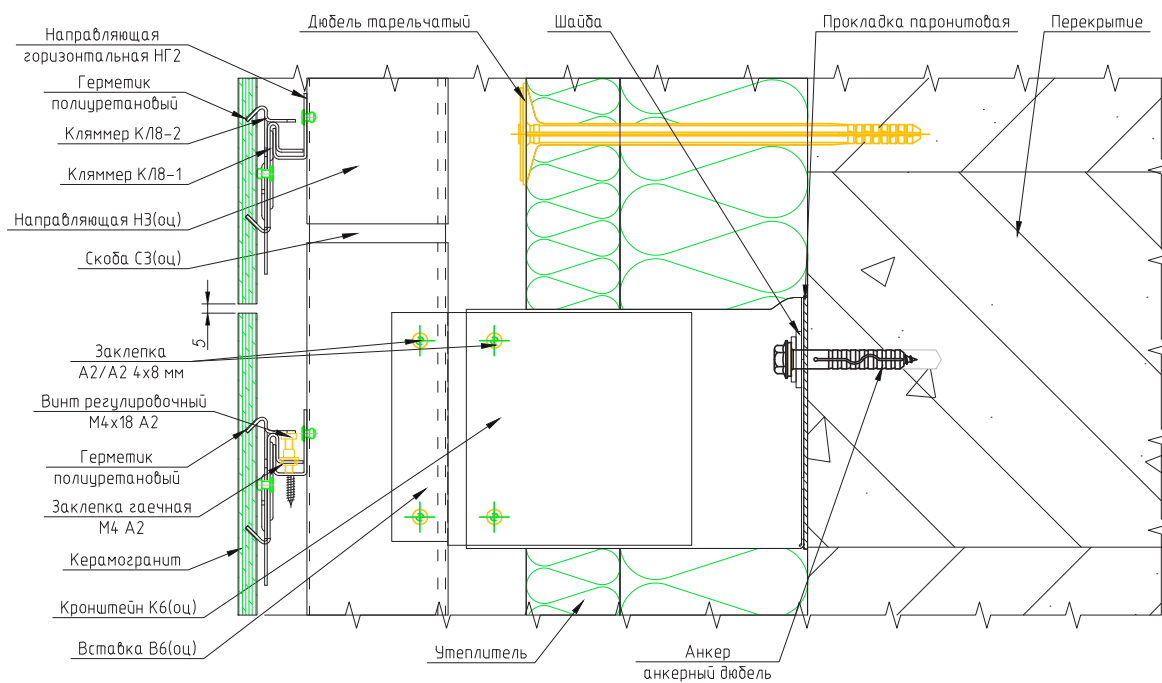 Дюбель тарельчатый
Шайба
Прокладка паронитовая
Перекрытие
Направляющая
горизонтальная НГ2
Герметик
полиуретановый
Кляммер КЛ8-2
Кляммер КЛ8-1
Направляющая Н3(оц)
Скоба С3(оц)
5
Заклепка
А2/А2 4х8 мм
Винт регулировочный
М4х18 А2
Герметик
полиуретановый
Заклепка гаечная
М4 А2
Керамогранит
Кронштейн К6(оц)
Вставка В6(оц)
Утеплитель
Анкер
анкерный дюбель